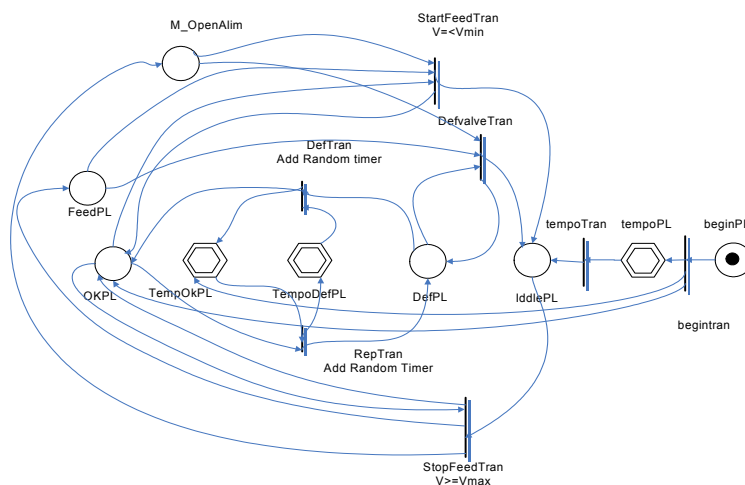 M_OpenAlim
StartFeedTran
V=<Vmin
DefvalveTran
DefTran
Add Random timer
FeedPL
tempoTran
tempoPL
beginPL
OKPL
TempOkPL
TempoDefPL
DefPL
IddlePL
begintran
RepTran
Add Random Timer
StopFeedTran
V>=Vmax